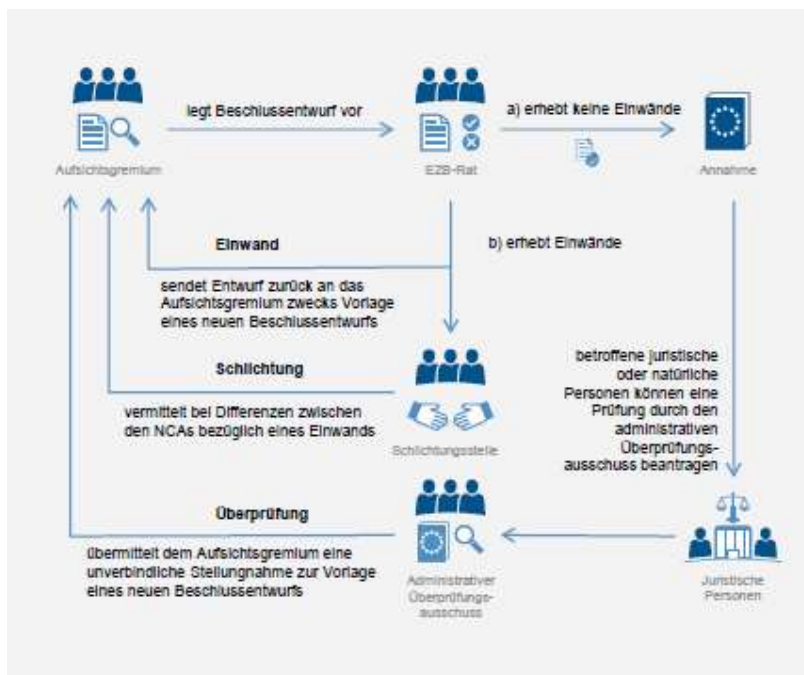 legt Beschlussentwurf vor
a) erhebt keine Einwände
Aufsichtsgremium
EZB-Rat
Annahme
Einwand
b) erhebt Einwände
sendet Entwurf zurück an das
Aufsichtsgremium zwecks Vorlage
eines neuen Beschlussentwurfs
Schlichtung
vermittelt bei Differenzen zwischen
den NCAs bezüglich eines Einwands
Schlichtungsstelle
betroffene juristische
oder natürliche
Personen können eine
Prüfung durch den
administrativen
Überprüfungs-
ausschuss beantragen
Überprüfung
übermittelt dem Aufsichtsgremium eine
unverbindliche Stellungnahme zur Vorlage
eines neuen Beschlussentwurfs
Administrativer
Überprüfungs-
ausschuss
Juristische
Personen